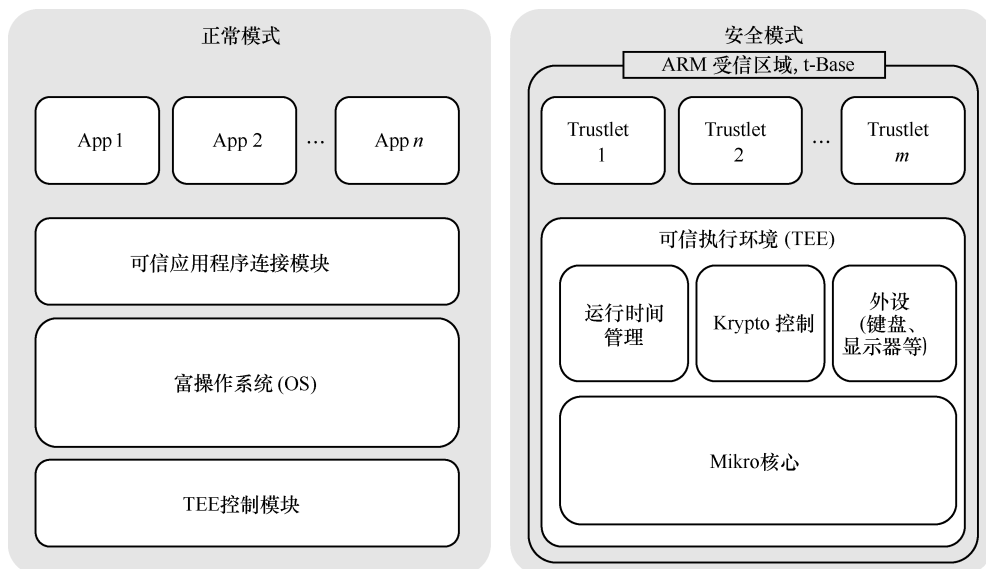 正常模式
App 1
App 2
...
App n
可信应用程序连接模块
富操作系统 (OS)
TEE控制模块
安全模式
ARM 受信区域, t-Base
Trustlet
1
Trustlet
2
...
Trustlet
m
可信执行环境 (TEE)
运行时间
管理
Krypto 控制
外设
(键盘、
显示器等)
Mikro核心